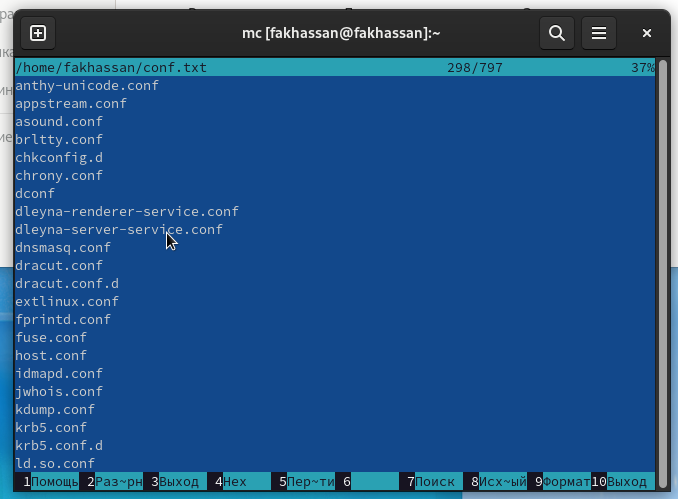 mc [fakhassan@fakhassan]:~
/home/fakhassan/conf.txt 298/797 37%
anthy-unicode.conf
appstream.conf
asound.conf
brltty.conf
chkconfig.d
chrony.conf
dconf
dleyna-renderer-service.conf
dleyna-server-service.conf
dnsmasq.conf
dracut.conf
dracut.conf.d
extlinux.conf
fprintd.conf
fuse.conf
host.conf
idmapd.conf
jwhois.conf
kdump.conf
krb5.conf
krb5.conf.d
ld.so.conf
1Помощь 2Раз~рн 3Выход 4Hex 5Пер~ти 6 7Поиск 8Исх~ый 9Формат 10Выход